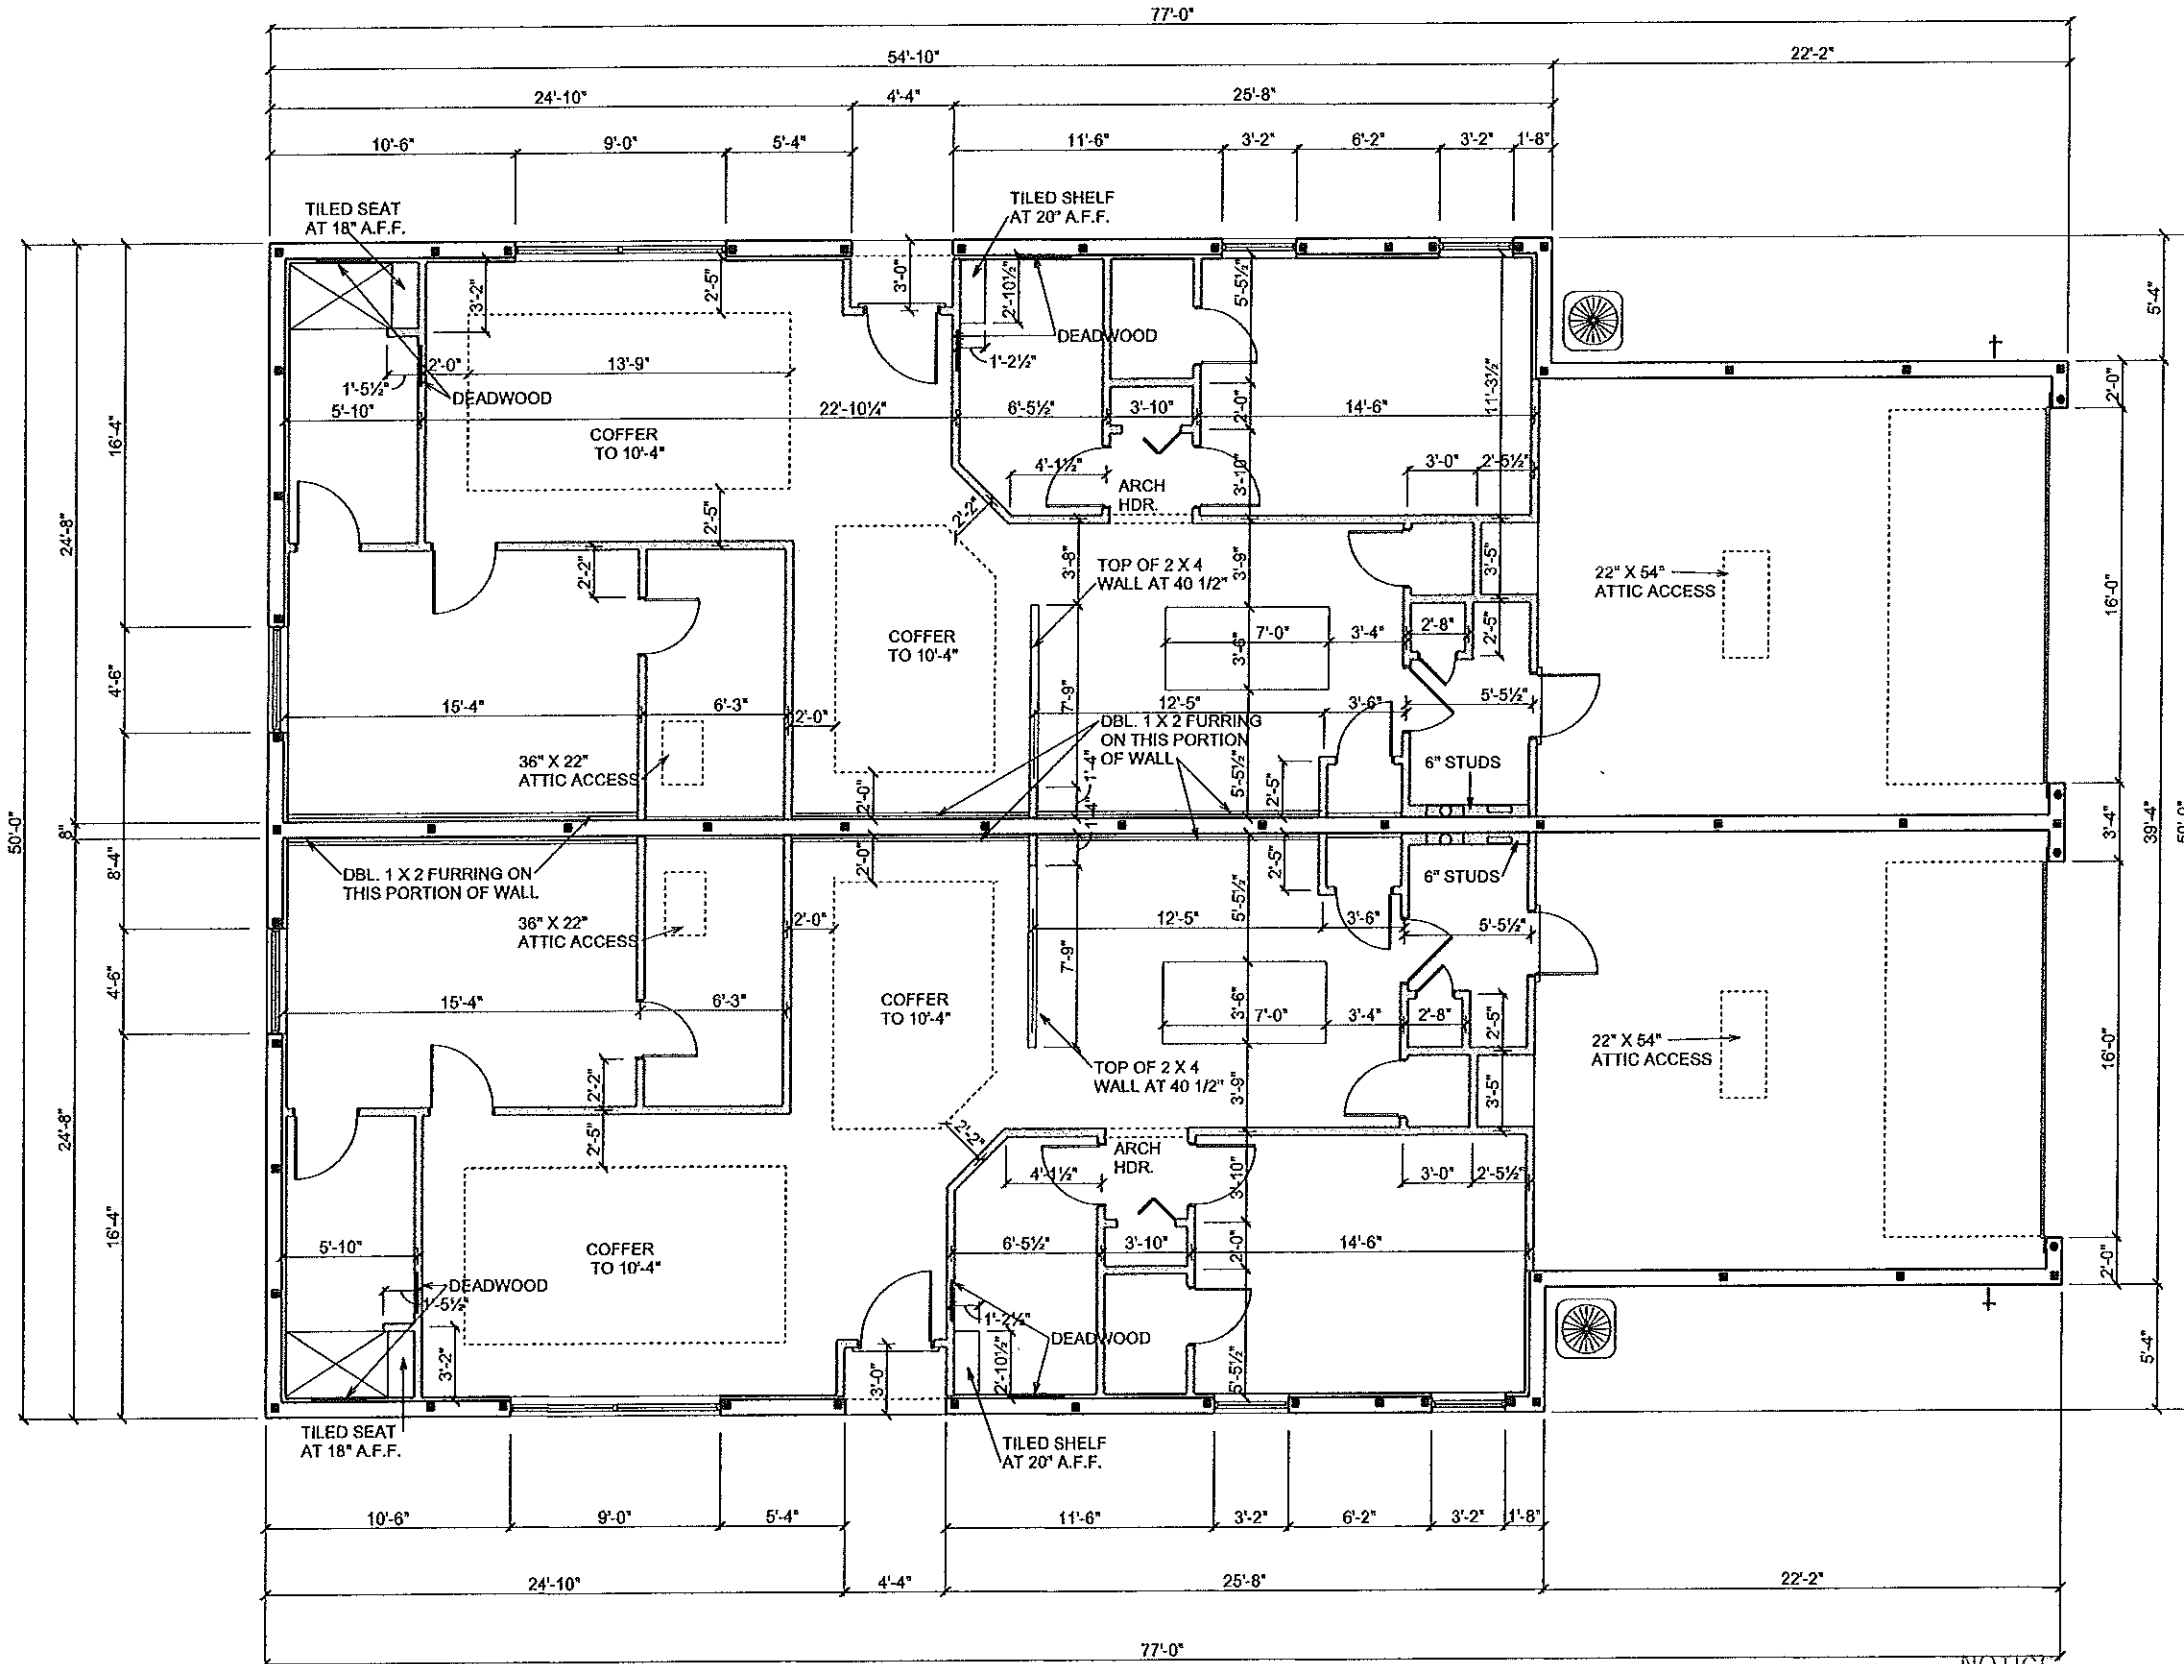 77'-0"
54'-10"
22'-2"
24'-10"
4'-4"
25'-8"
10'-6"
9'-0"
5'-4"
11'-6"
3'-2"
6'-2"
3'-2"
1'-8"
TILED SEAT
AT 18" A.F.F.
TILED SHELF
AT 20" A.F.F.
3'-2"
2'-5"
3'-0"
2'-10½"
5'-5½"
5'-4"
DEADWOOD
1'-2½"
2'-0"
13'-9"
1'-5½"
DEADWOOD
11'-3½"
2'-0"
2'-0"
5'-10"
22'-10¼"
6'-5½"
3'-10"
14'-6"
COFFER
TO 10'-4"
16'-4"
4'-1½"
3'-10"
3'-0"
2'-5½"
ARCH
HDR.
2'-5"
2'-2"
24'-8"
2'-2"
3'-8"
TOP OF 2 X 4
WALL AT 40 1/2"
3'-9"
3'-5"
22" X 54"
ATTIC ACCESS
16'-0"
COFFER
TO 10'-4"
7'-0"
3'-6"
3'-4"
2'-8"
2'-5"
4'-6"
15'-4"
6'-3"
2'-0"
7'-9"
12'-5"
3'-6"
5'-5½"
DBL. 1 X 2 FURRING
ON THIS PORTION
OF WALL
36" X 22"
ATTIC ACCESS
6" STUDS
2'-0"
1'-4"
5'-5½"
2'-5"
50'-0"
8"
1'-4"
3'-4"
39'-4"
50'-0"
8'-4"
DBL. 1 X 2 FURRING ON
THIS PORTION OF WALL
2'-0"
5'-5½"
2'-5"
6" STUDS
36" X 22"
ATTIC ACCESS
2'-0"
12'-5"
3'-6"
5'-5½"
7'-9"
4'-6"
15'-4"
6'-3"
COFFER
TO 10'-4"
3'-6"
7'-0"
3'-4"
2'-8"
2'-5"
22" X 54"
ATTIC ACCESS
16'-0"
2'-2"
TOP OF 2 X 4
WALL AT 40 1/2"
3'-9"
3'-5"
24'-8"
2'-5"
2'-2"
ARCH
HDR.
4'-1½"
3'-10"
3'-0"
2'-5½"
16'-4"
5'-10"
COFFER
TO 10'-4"
6'-5½"
3'-10"
2'-0"
14'-6"
2'-0"
DEADWOOD
1'-5½"
1'-2½"
DEADWOOD
3'-2"
3'-0"
2'-10½"
5'-5½"
5'-4"
TILED SEAT
AT 18" A.F.F.
TILED SHELF
AT 20" A.F.F.
10'-6"
9'-0"
5'-4"
11'-6"
3'-2"
6'-2"
3'-2"
1'-8"
24'-10"
4'-4"
25'-8"
22'-2"
77'-0"